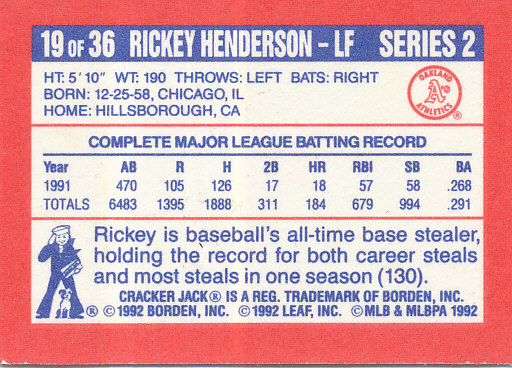 19 OF 36 RICKEY HENDERSON – LF SERIES 2
HT: 5' 10" WT: 190 THROWS: LEFT BATS: RIGHT
BORN: 12-25-58, CHICAGO, IL
HOME: HILLSBOROUGH, CA
OAKLAND
A's
ATHLETICS
®
COMPLETE MAJOR LEAGUE BATTING RECORD
Year AB R H 2B HR RBI SB BA
1991 470 105 126 17 18 57 58 .268
TOTALS 6483 1395 1888 311 184 679 994 .291
Rickey is baseball's all-time base stealer,
holding the record for both career steals
and most steals in one season (130).
CRACKER JACK® IS A REG. TRADEMARK OF BORDEN, INC.
® ©1992 BORDEN, INC. ©1992 LEAF, INC. ©MLB & MLBPA 1992